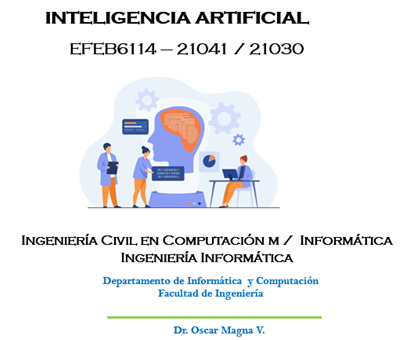 INTELIGENCIA ARTIFICIAL
EFEB6114 – 21041 / 21030
INGENIERÍA CIVIL EN COMPUTACIÓN M / INFORMÁTICA
INGENIERÍA INFORMÁTICA
Departamento de Informática y Computación
Facultad de Ingeniería
Dr. Oscar Magna V.